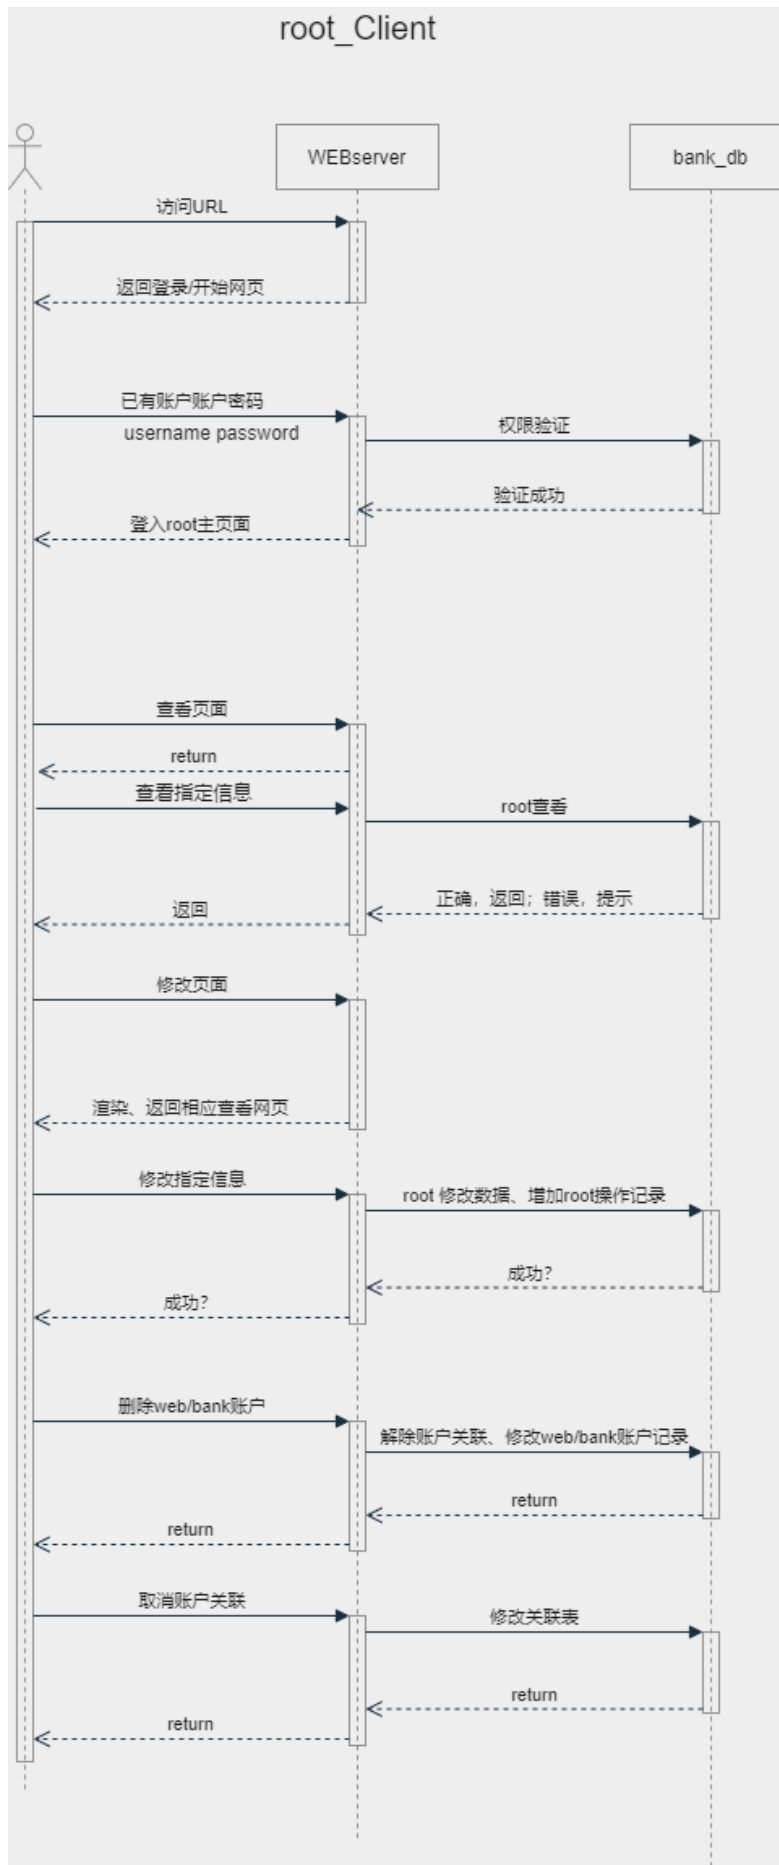 root_Client
WEBserver
bank_db
访问URL
返回登录/开始网页
已有账户账户密码
username password
权限验证
验证成功
登入root主页面
查看页面
return
查看指定信息
root查看
正确，返回；错误，提示
返回
修改页面
渲染、返回相应查看网页
修改指定信息
root 修改数据、增加root操作记录
成功？
成功？
删除web/bank账户
解除账户关联、修改web/bank账户记录
return
return
取消账户关联
修改关联表
return
return